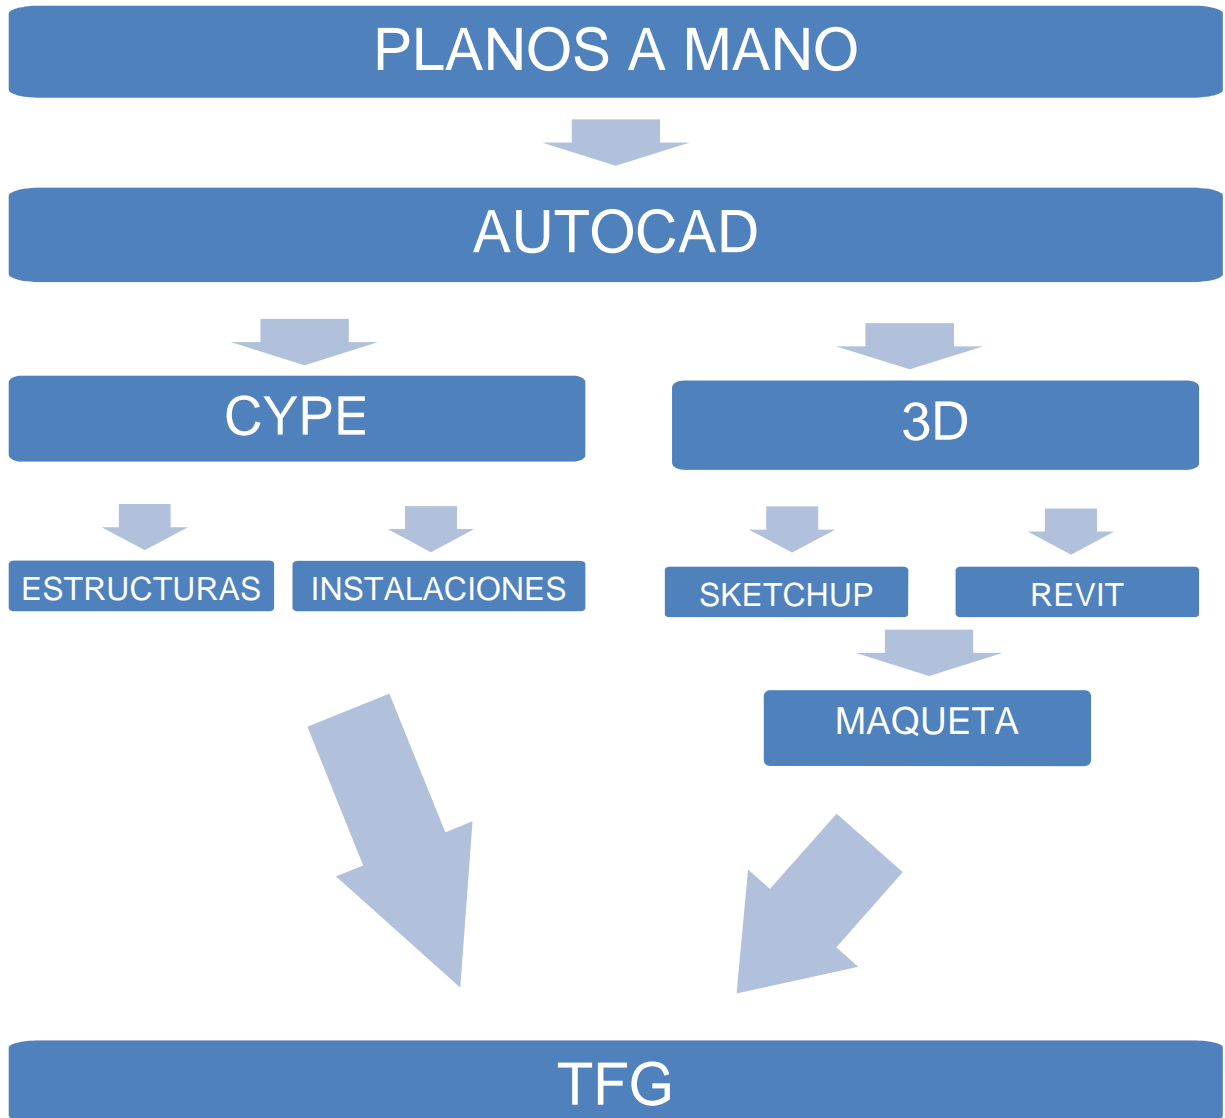 PLANOS A MANO
AUTOCAD
CYPE
3D
ESTRUCTURAS
INSTALACIONES
SKETCHUP
REVIT
MAQUETA
TFG